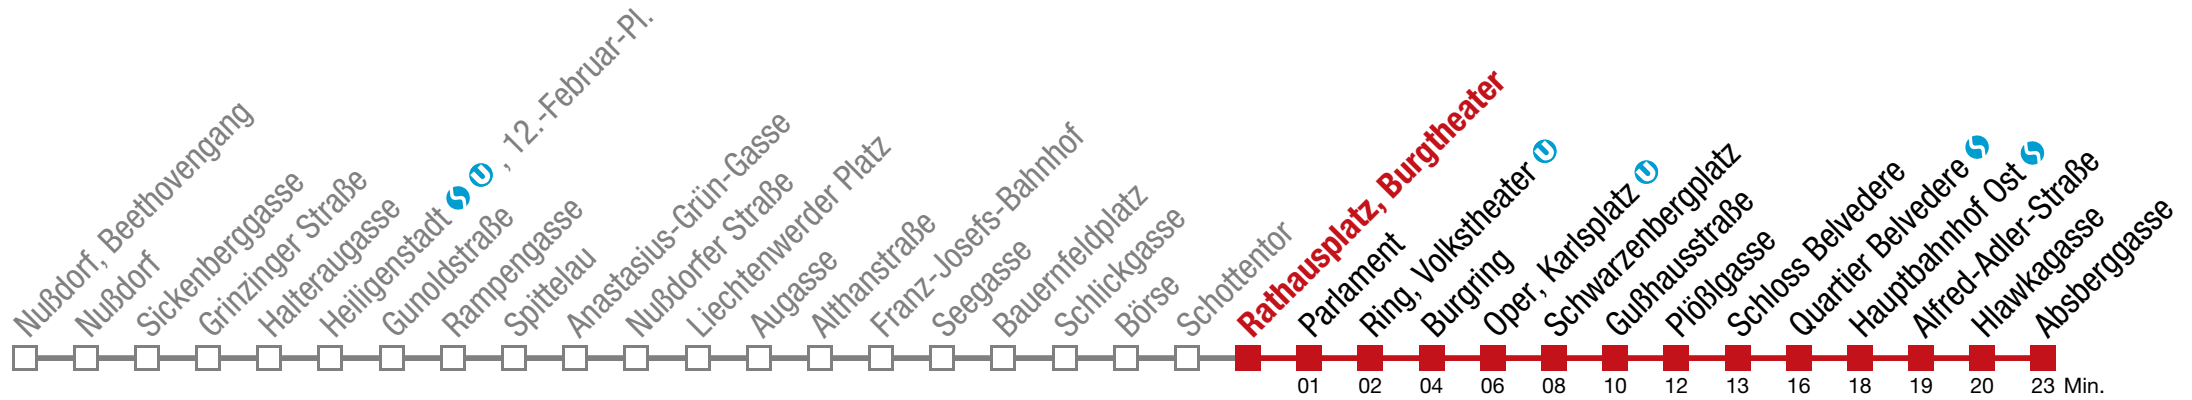 Nußdorf, Beethovengang
Nußdorf
Sickenberggasse
Grinzinger Straße
Halteraugasse
Heiligenstadt S U , 12.-Februar-Pl.
Gunoldstraße
Rampengasse
Spittelau
Anastasius-Grün-Gasse
Nußdorfer Straße
Liechtenwerder Platz
Augasse
Althanstraße
Franz-Josefs-Bahnhof
Seegasse
Bauernfeldplatz
Schlickgasse
Börse
Schottentor
Rathausplatz, Burgtheater
Parlament
Ring, Volkstheater U
Burgring
Oper, Karlsplatz U
Schwarzenbergplatz
Gußhausstraße
Plößlgasse
Schloss Belvedere
Quartier Belvedere S
Hauptbahnhof Ost S
Alfred-Adler-Straße
Hawkagasse
Absberggasse
01 02 04 06 08 10 12 13 16 18 19 20 23 Min.